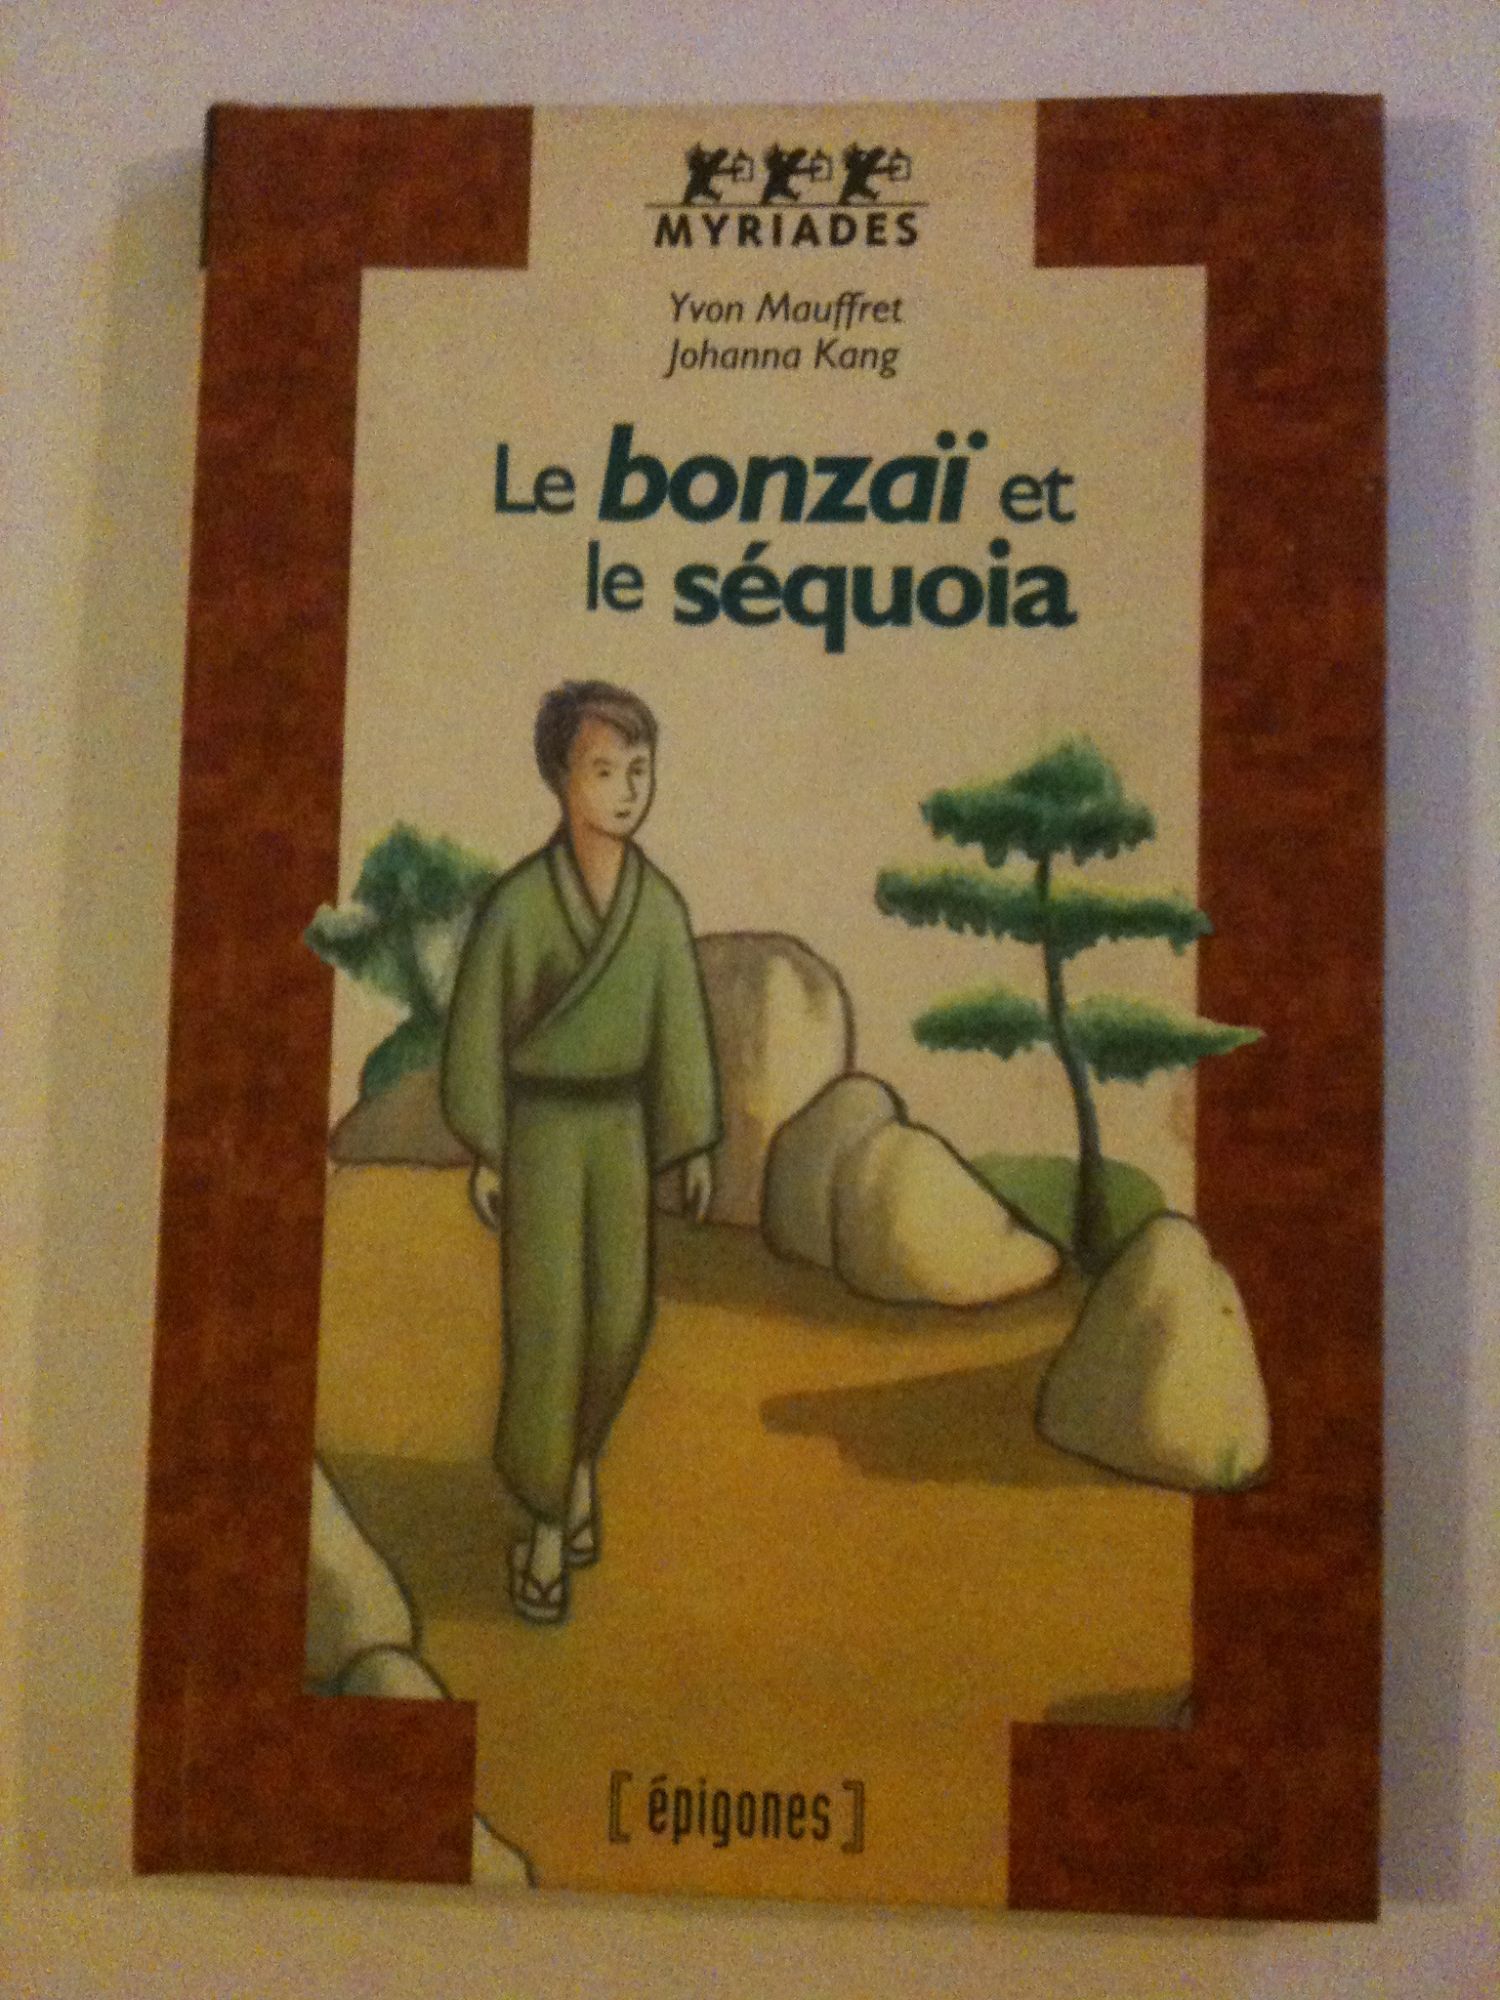 MYRIADES
Yvon Mauffret
Johanna Kang
Le bonzaï et
le séquoia
[épigones]